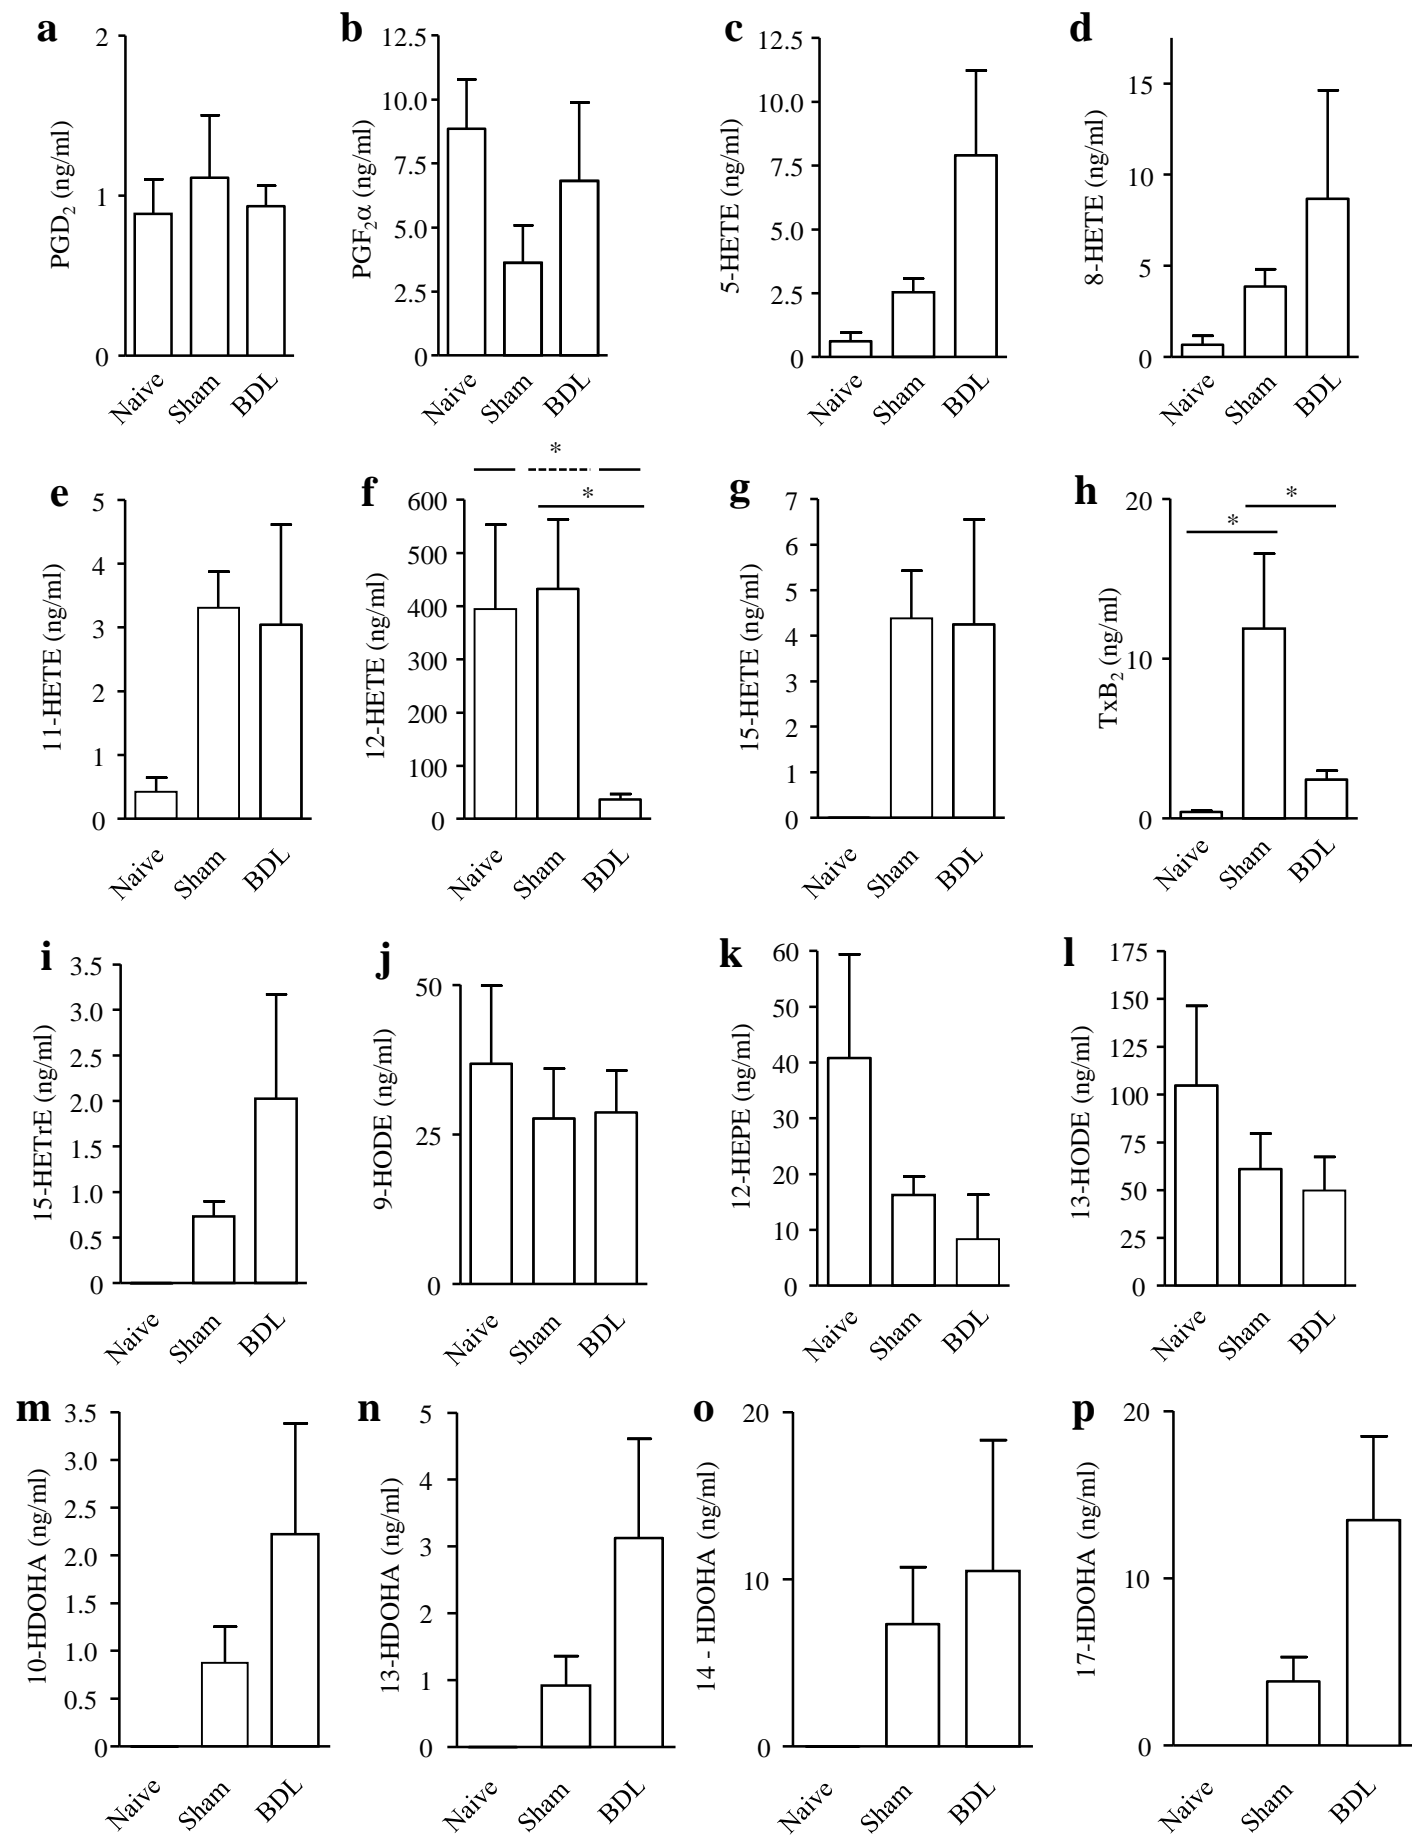 a
PGD2 (ng/ml)
2
1
0
Naive
Sham
BDL
b
PGF2α (ng/ml)
12.5
10.0
7.5
5.0
2.5
0
Naive
Sham
BDL
c
5-HETE (ng/ml)
12.5
10.0
7.5
5.0
2.5
0
Naive
Sham
BDL
d
8-HETE (ng/ml)
15
10
5
0
Naive
Sham
BDL
e
11-HETE (ng/ml)
5
4
3
2
1
0
Naive
Sham
BDL
f
12-HETE (ng/ml)
*
*
600
500
400
300
200
100
0
Naive
Sham
BDL
g
15-HETE (ng/ml)
7
6
5
4
3
2
1
0
Naive
Sham
BDL
h
TxB2 (ng/ml)
*
*
20
10
0
Naive
Sham
BDL
i
15-HETrE (ng/ml)
3.5
3.0
2.5
2.0
1.5
1.0
0.5
0
Naive
Sham
BDL
j
9-HODE (ng/ml)
50
25
0
Naive
Sham
BDL
k
12-HEPE (ng/ml)
60
50
40
30
20
10
0
Naive
Sham
BDL
l
13-HODE (ng/ml)
175
150
125
100
75
50
25
0
Naive
Sham
BDL
m
10-HDOHA (ng/ml)
3.5
3.0
2.5
2.0
1.5
1.0
0.5
0
Naive
Sham
BDL
n
13-HDOHA (ng/ml)
5
4
3
2
1
0
Naive
Sham
BDL
o
14 - HDOHA (ng/ml)
20
10
0
Naive
Sham
BDL
p
17-HDOHA (ng/ml)
20
10
0
Naive
Sham
BDL